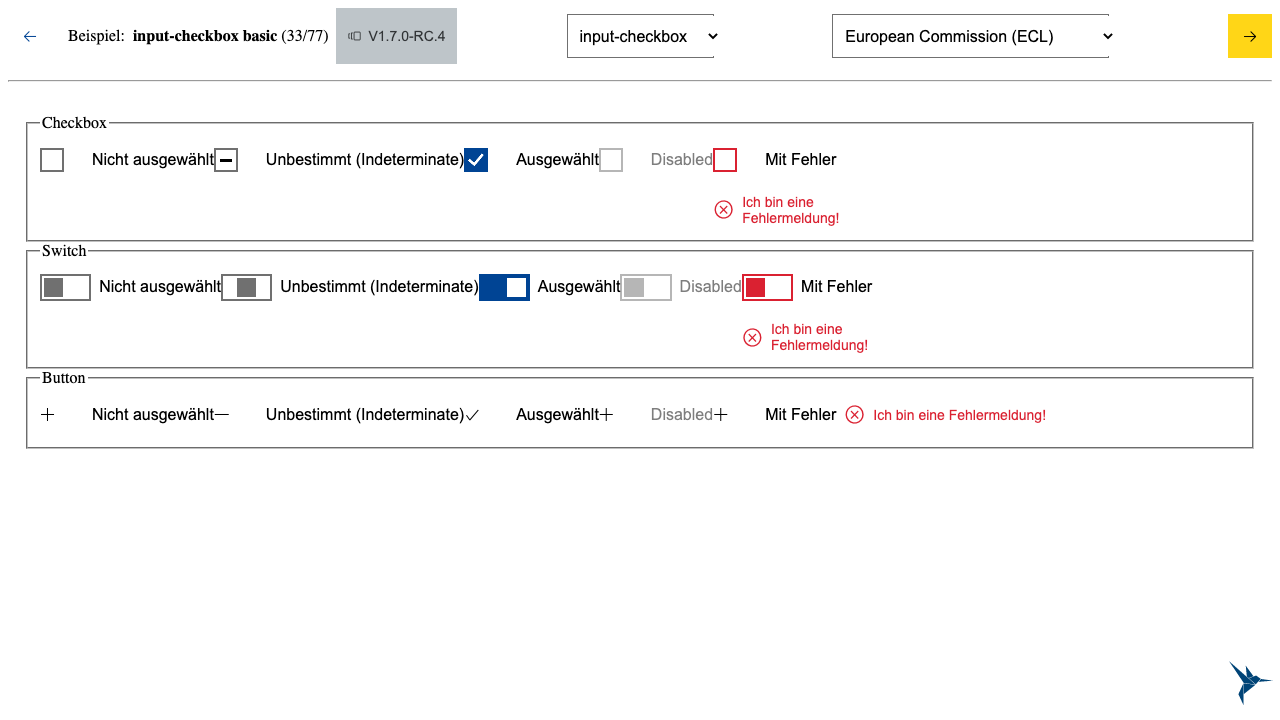 Beispiel: input-checkbox basic (33/77) V1.7.0-RC.4 input-checkbox European Commission (ECL)
Checkbox
Nicht ausgewählt Unbestimmt (Indeterminate) Ausgewählt Disabled Mit Fehler
Ich bin eine
Fehlermeldung!
Switch
Nicht ausgewählt Unbestimmt (Indeterminate) Ausgewählt Disabled Mit Fehler
Ich bin eine
Fehlermeldung!
Button
Nicht ausgewählt Unbestimmt (Indeterminate) Ausgewählt Disabled Mit Fehler Ich bin eine Fehlermeldung!